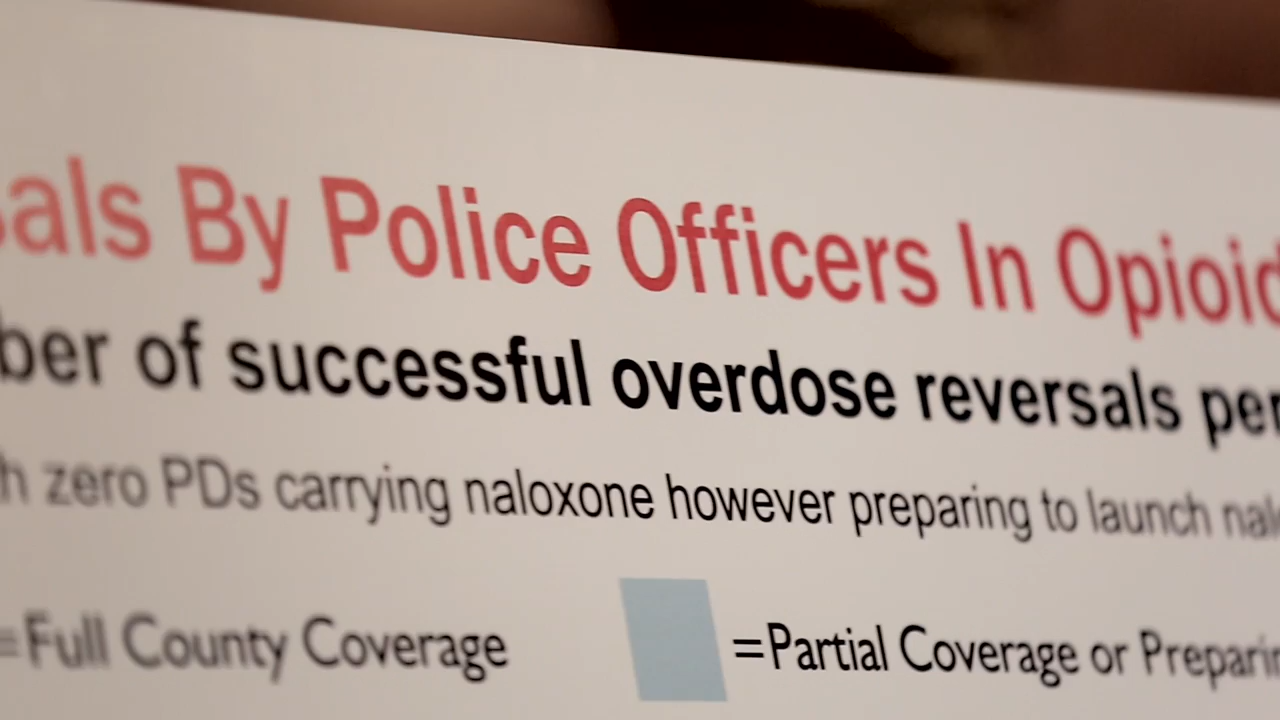 sals By Police Officers In Opioid
ber of successful overdose reversals per
h zero PDs carrying naloxone however preparing to launch nal
=Full County Coverage
=Partial Coverage or Preparin